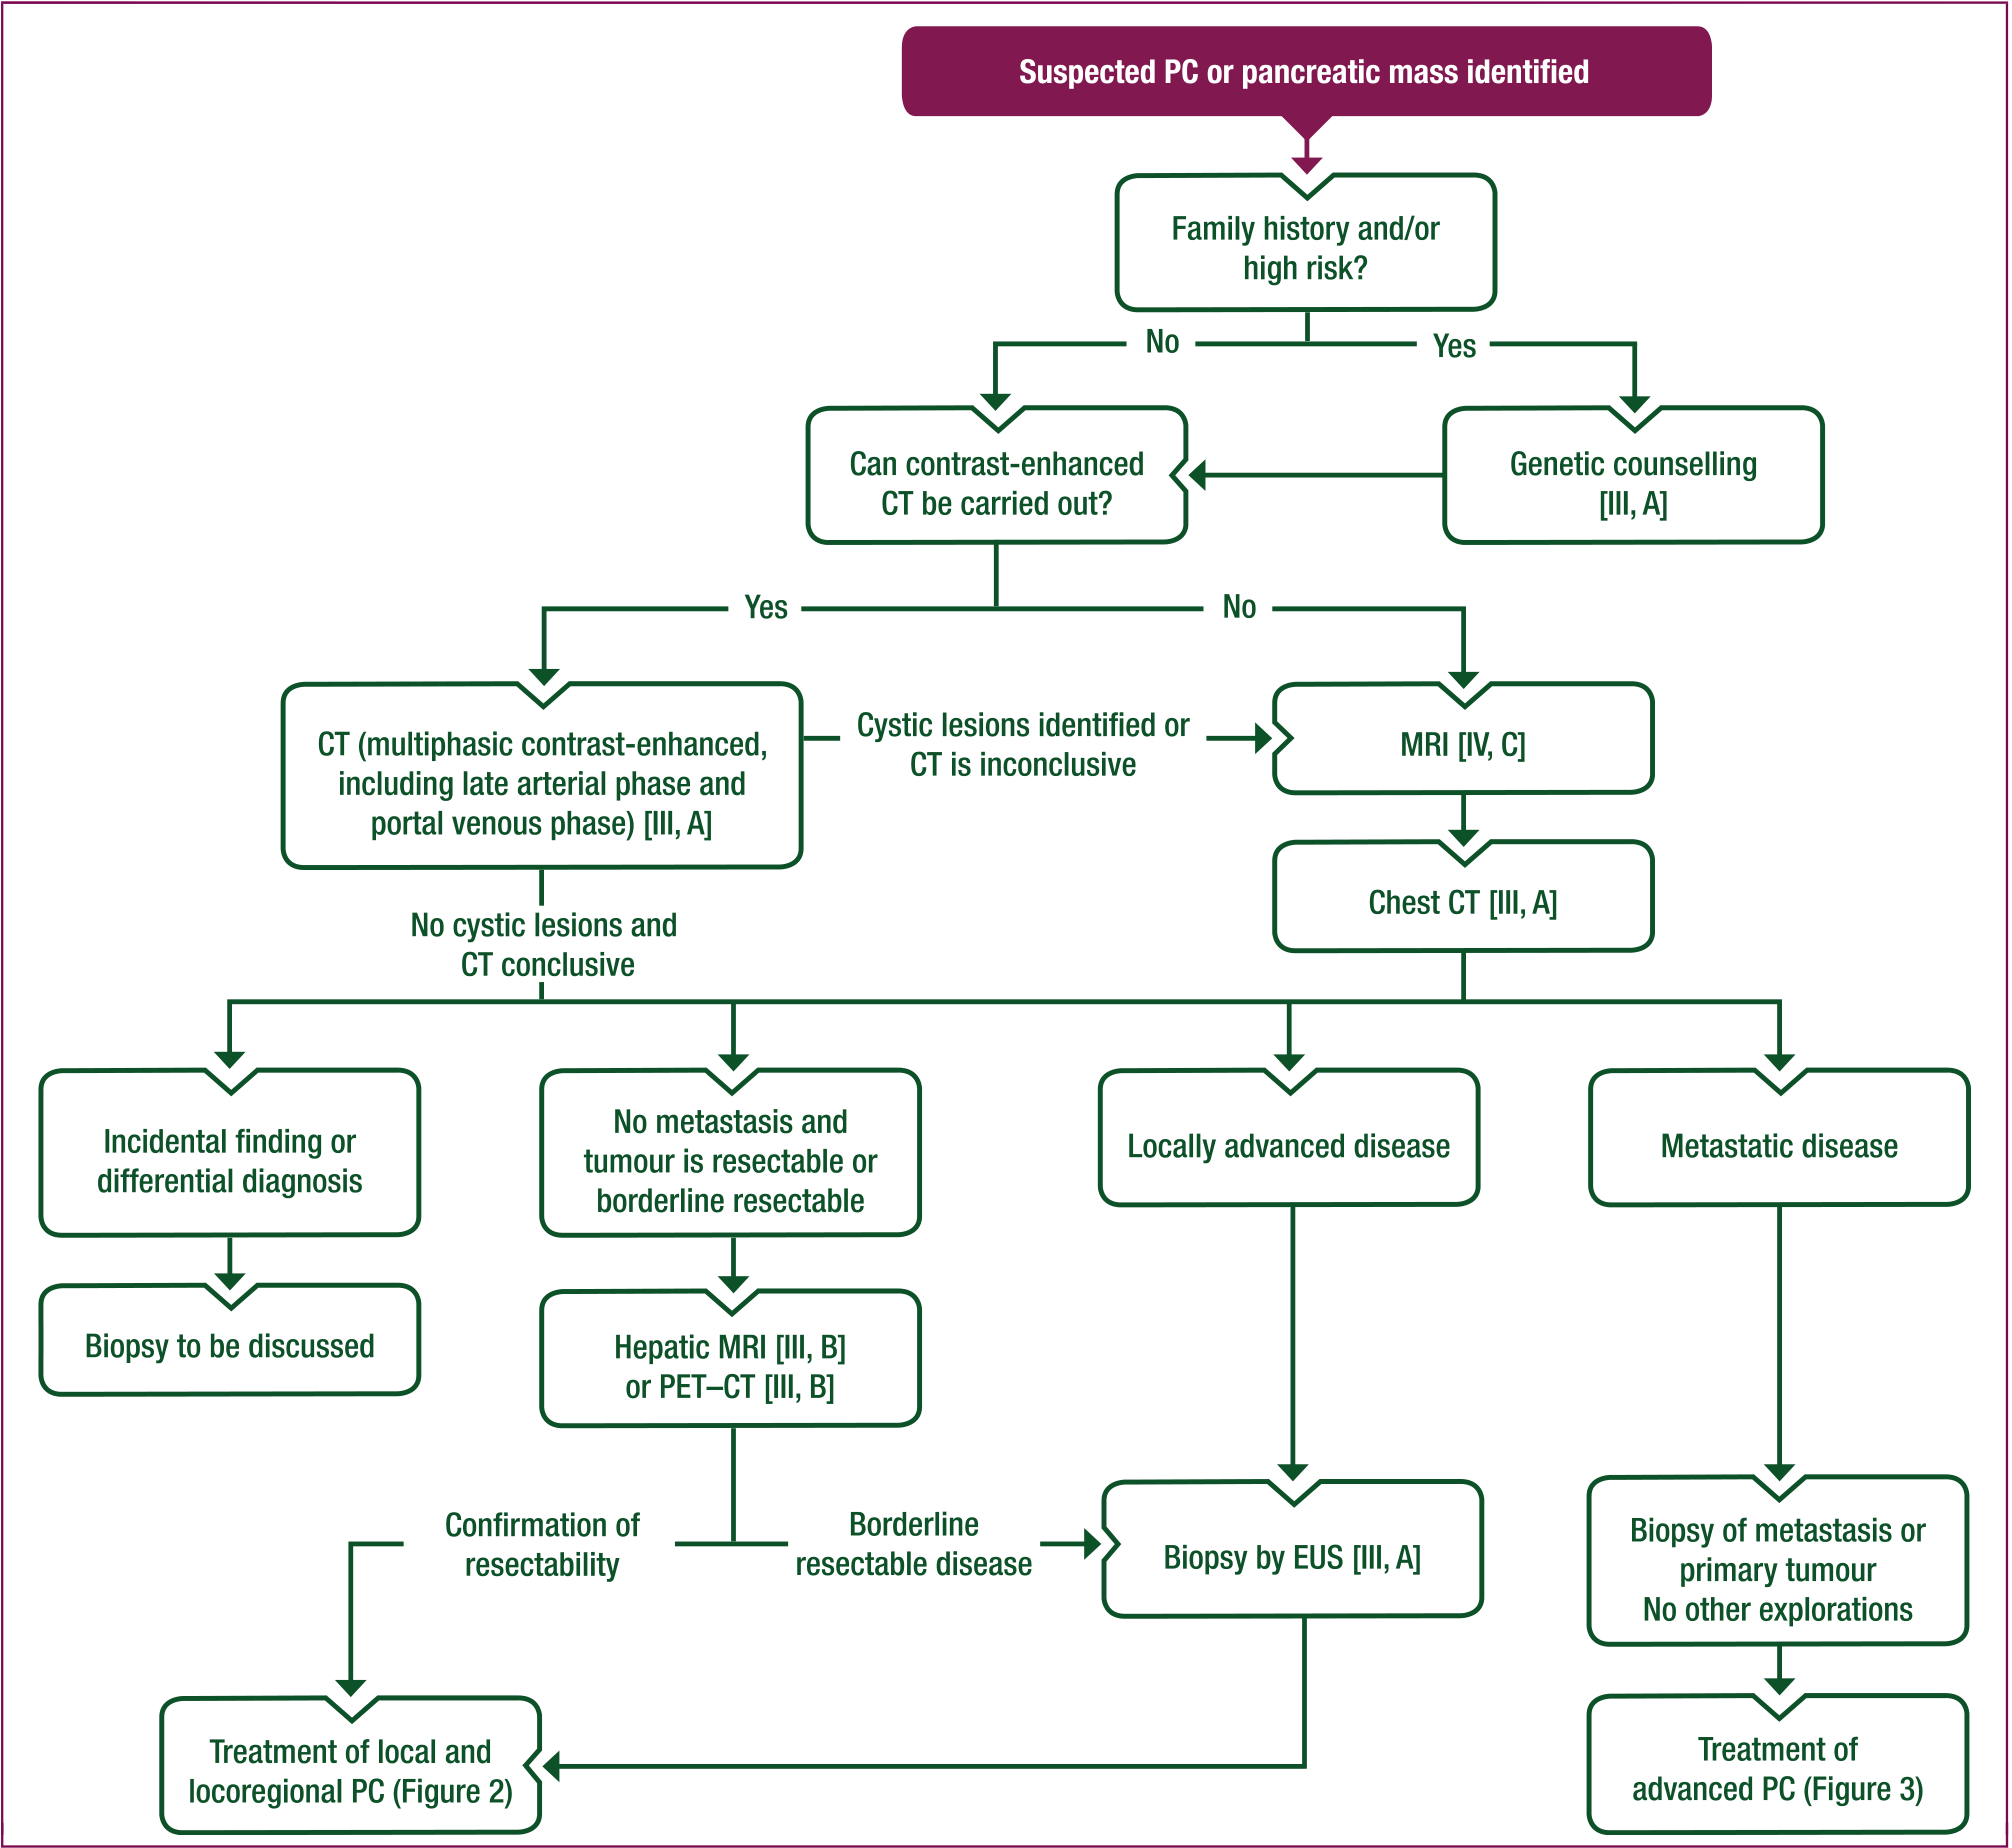 Suspected PC or pancreatic mass identified
Family history and/or
high risk?
No
Yes
Can contrast-enhanced
CT be carried out?
Genetic counselling
[III, A]
Yes
No
CT (multiphasic contrast-enhanced,
including late arterial phase and
portal venous phase) [III, A]
Cystic lesions identified or
CT is inconclusive
MRI [IV, C]
Chest CT [III, A]
No cystic lesions and
CT conclusive
Incidental finding or
differential diagnosis
No metastasis and
tumour is resectable or
borderline resectable
Locally advanced disease
Metastatic disease
Biopsy to be discussed
Hepatic MRI [III, B]
or PET–CT [III, B]
Confirmation of
resectability
Borderline
resectable disease
Biopsy by EUS [III, A]
Biopsy of metastasis or
primary tumour
No other explorations
Treatment of local and
locoregional PC (Figure 2)
Treatment of
advanced PC (Figure 3)